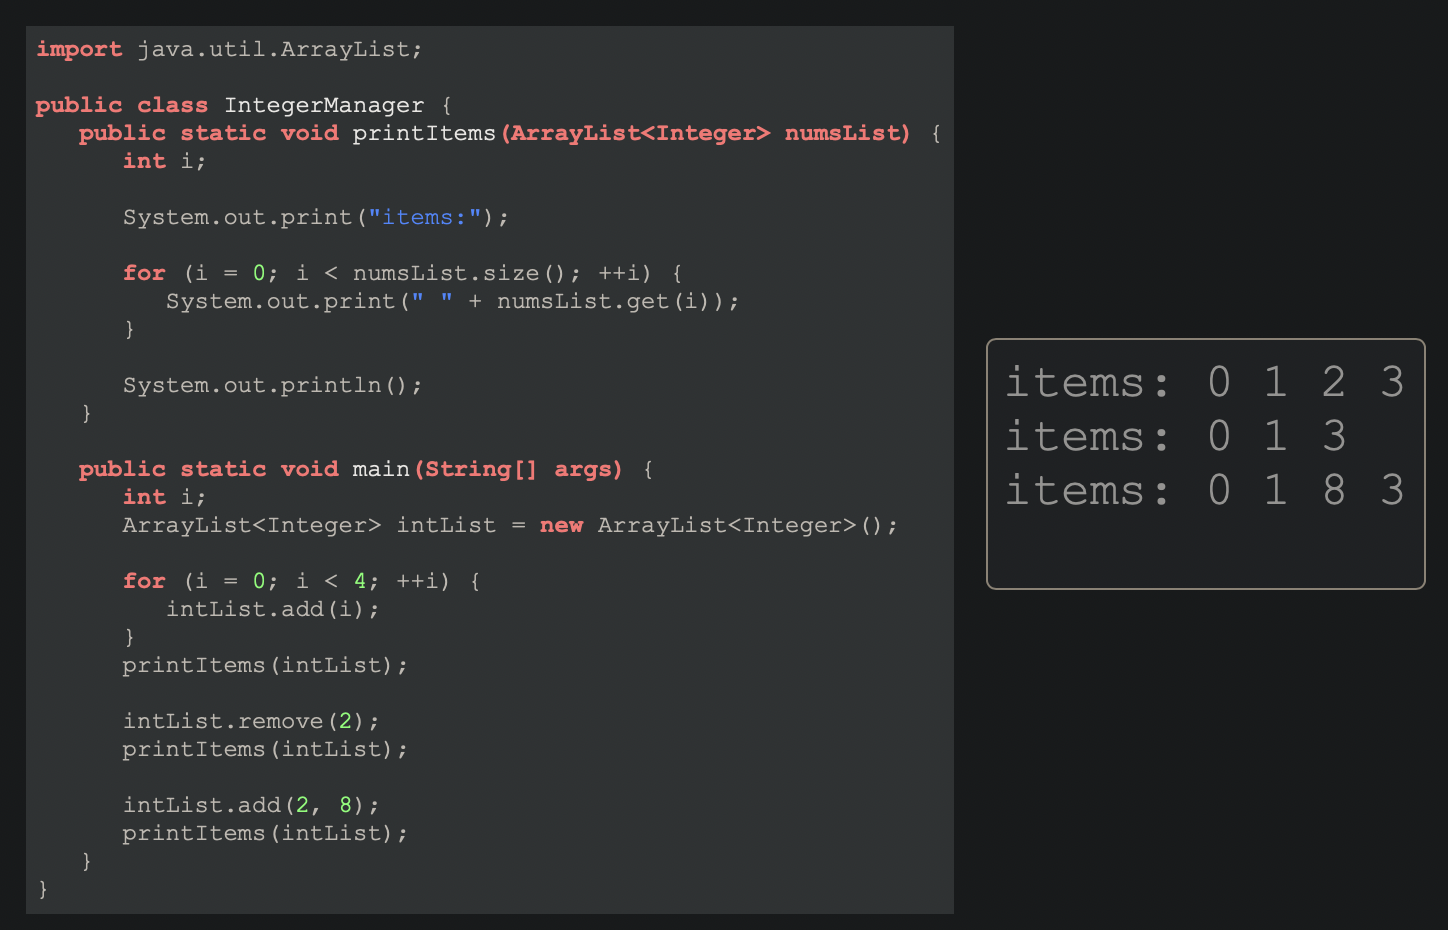 import java.util.ArrayList;
public class IntegerManager {
public static void printItems(ArrayList<Integer> numsList) {
int i;
System.out.print("items:");
for (i = 0; i < numsList.size(); ++i) {
System.out.print(" " + numsList.get(i));
}
System.out.println();
}
public static void main(String[] args) {
int i;
ArrayList<Integer> intList = new ArrayList<Integer>();
for (i = 0; i < 4; ++i) {
intList.add(i);
}
printItems(intList);
intList.remove(2);
printItems(intList);
intList.add(2, 8);
printItems(intList);
}
}
items: 0 1 2 3
items: 0 1 3
items: 0 1 8 3